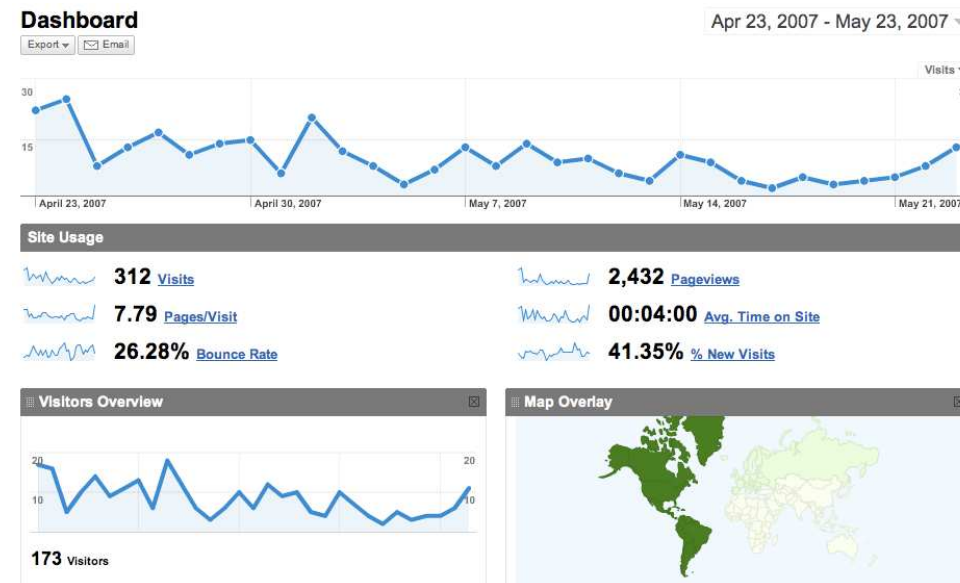 Dashboard
Apr 23, 2007 - May 23, 2007
Export
Email
Visits
30
15
April 23, 2007
April 30, 2007
May 7, 2007
May 14, 2007
May 21, 2007
Site Usage
312 Visits
2,432 Pageviews
7.79 Pages/Visit
00:04:00 Avg. Time on Site
26.28% Bounce Rate
41.35% % New Visits
Visitors Overview
Map Overlay
20
20
10
10
173 Visitors